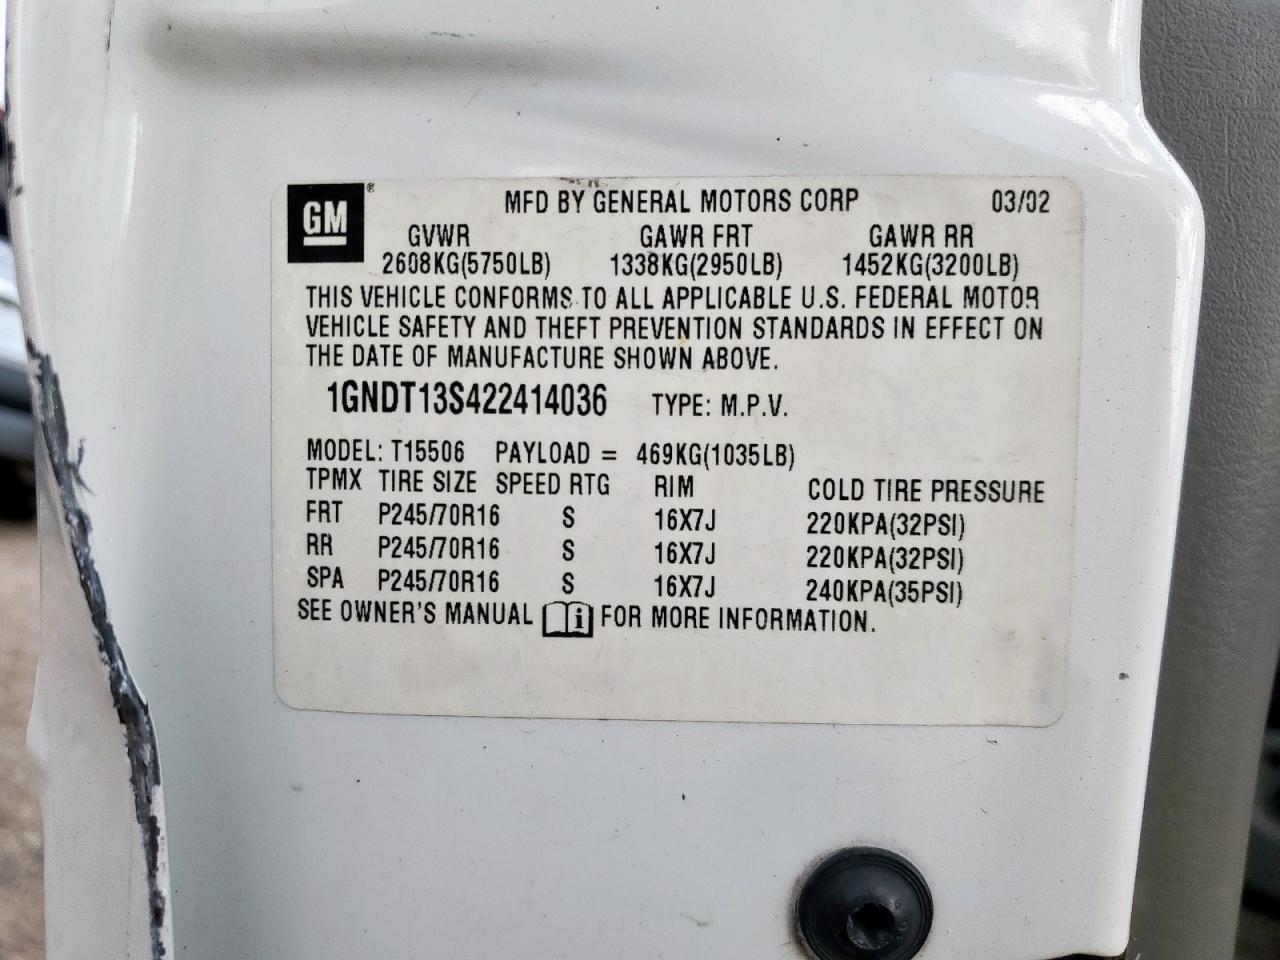 GM ® MFD BY GENERAL MOTORS CORP 03/02
GVWR GAWR FRT GAWR RR
2608KG(5750LB) 1338KG(2950LB) 1452KG(3200LB)
THIS VEHICLE CONFORMS TO ALL APPLICABLE U.S. FEDERAL MOTOR
VEHICLE SAFETY AND THEFT PREVENTION STANDARDS IN EFFECT ON
THE DATE OF MANUFACTURE SHOWN ABOVE.
1GNDT13S422414036 TYPE: M.P.V.
MODEL: T15506 PAYLOAD = 469KG(1035LB)
TPMX TIRE SIZE SPEED RTG RIM COLD TIRE PRESSURE
FRT P245/70R16 S 16X7J 220KPA(32PSI)
RR P245/70R16 S 16X7J 220KPA(32PSI)
SPA P245/70R16 S 16X7J 240KPA(35PSI)
SEE OWNER'S MANUAL i FOR MORE INFORMATION.